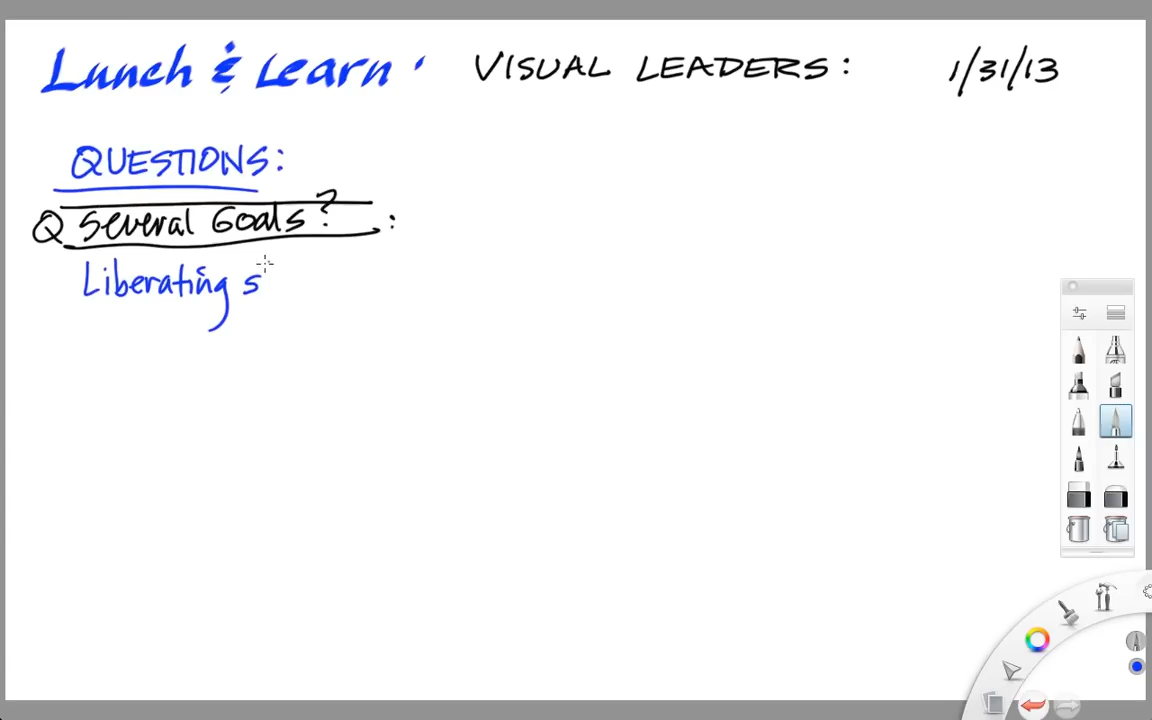 Lunch & Learn · VISUAL LEADERS: 1/31/13
QUESTIONS:
Q Several Goals? :
Liberating s